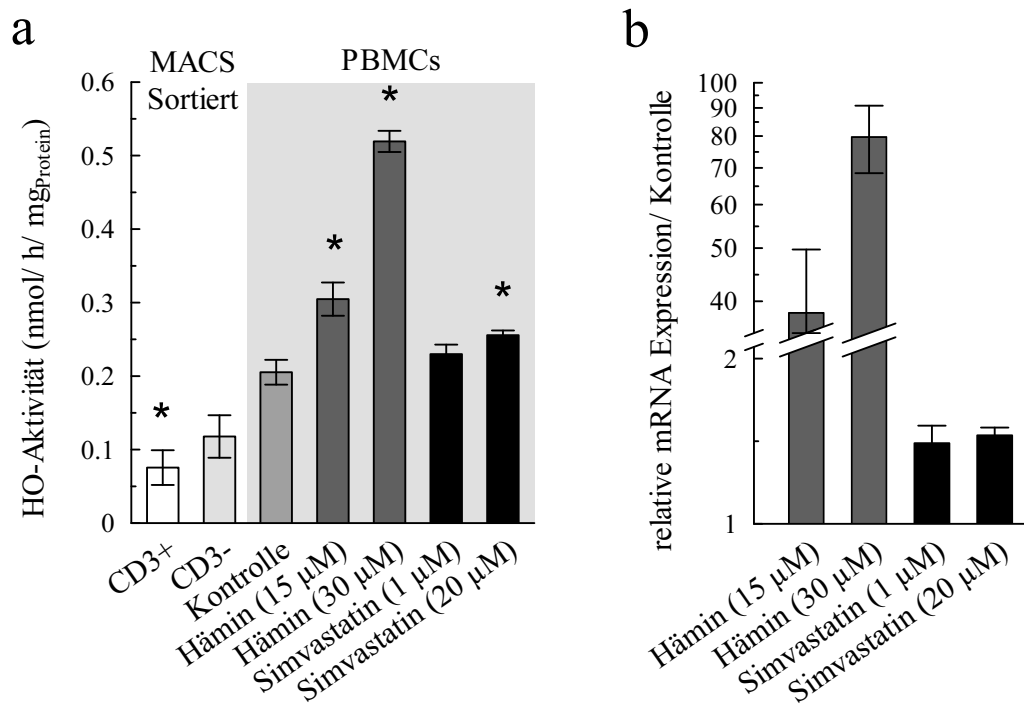 a
MACS
Sortiert
PBMCs
HO-Aktivität (nmol/ h/ mgProtein)
0.6
0.5
0.4
0.3
0.2
0.1
0
*
*
*
*
CD3+
CD3-
Kontrolle
Hämin (15 µM)
Hämin (30 µM)
Simvastatin (1 µM)
Simvastatin (20 µM)
b
relative mRNA Expression/ Kontrolle
100
90
80
70
60
50
40
2
1
Hämin (15 µM)
Hämin (30 µM)
Simvastatin (1 µM)
Simvastatin (20 µM)